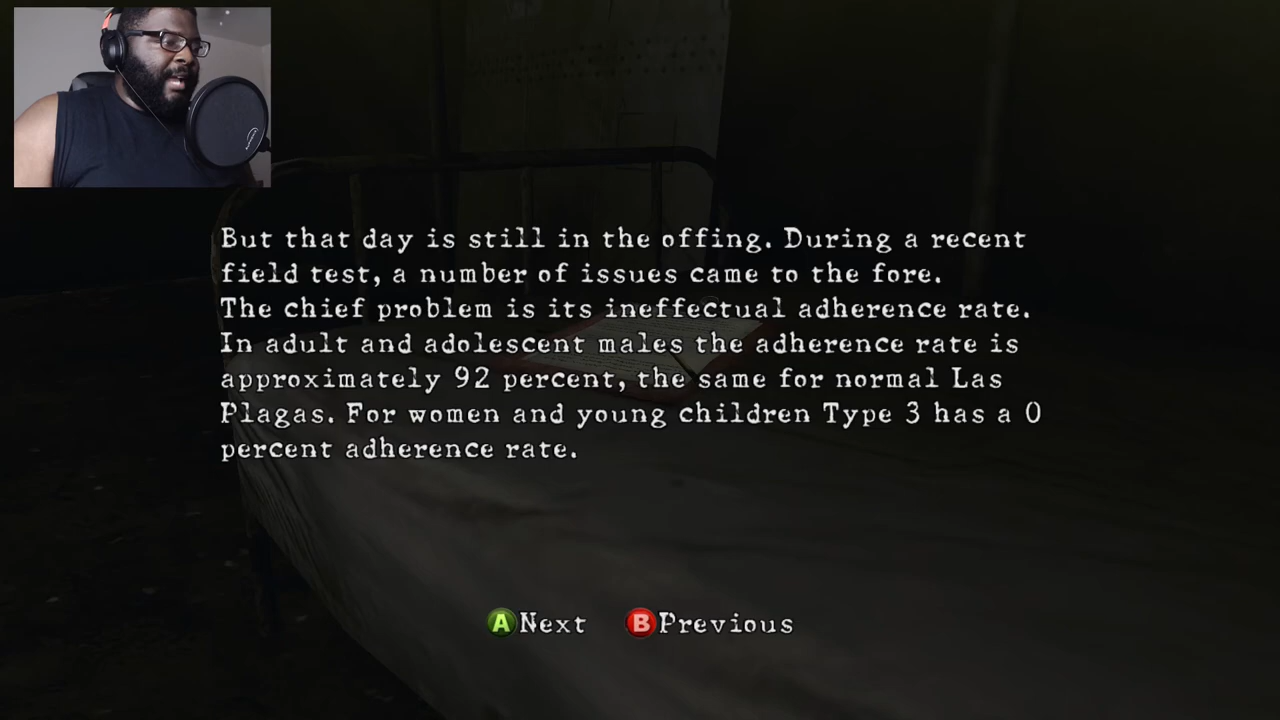 But that day is still in the offing. During a recent
field test, a number of issues came to the fore.
The chief problem is its ineffectual adherence rate.
In adult and adolescent males the adherence rate is
approximately 92 percent, the same for normal Las
Plagas. For women and young children Type 3 has a 0
percent adherence rate.
A Next B Previous